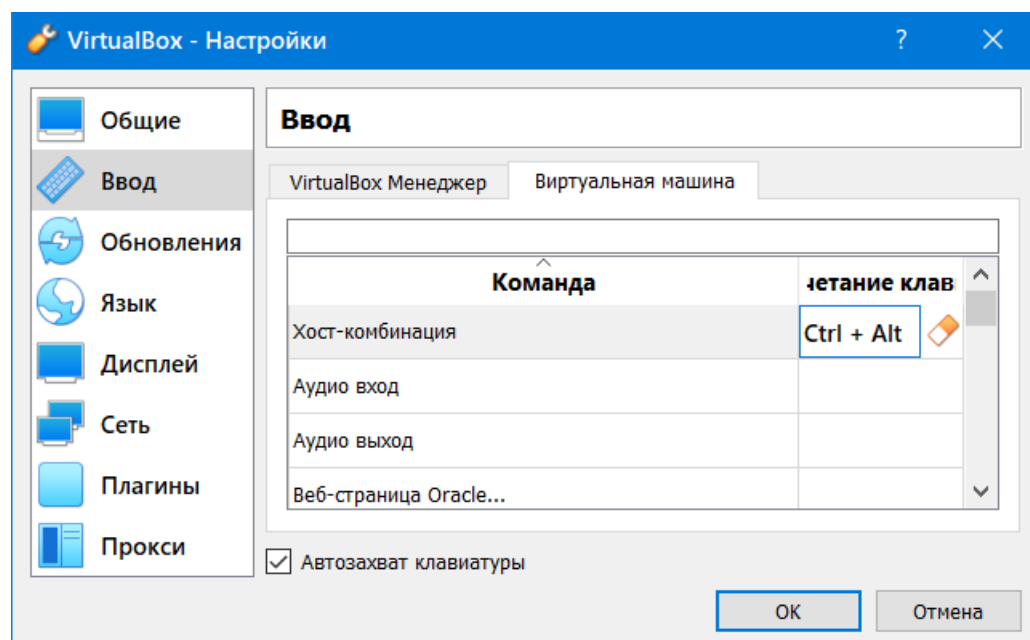 VirtualBox - Настройки
?
Общие
Ввод
Обновления
Язык
Дисплей
Сеть
Плагины
Прокси
Ввод
VirtualBox Менеджер
Виртуальная машина
Команда
четание клав
Хост-комбинация
Ctrl + Alt
Аудио вход
Аудио выход
Веб-страница Oracle...
Автозахват клавиатуры
OK
Отмена